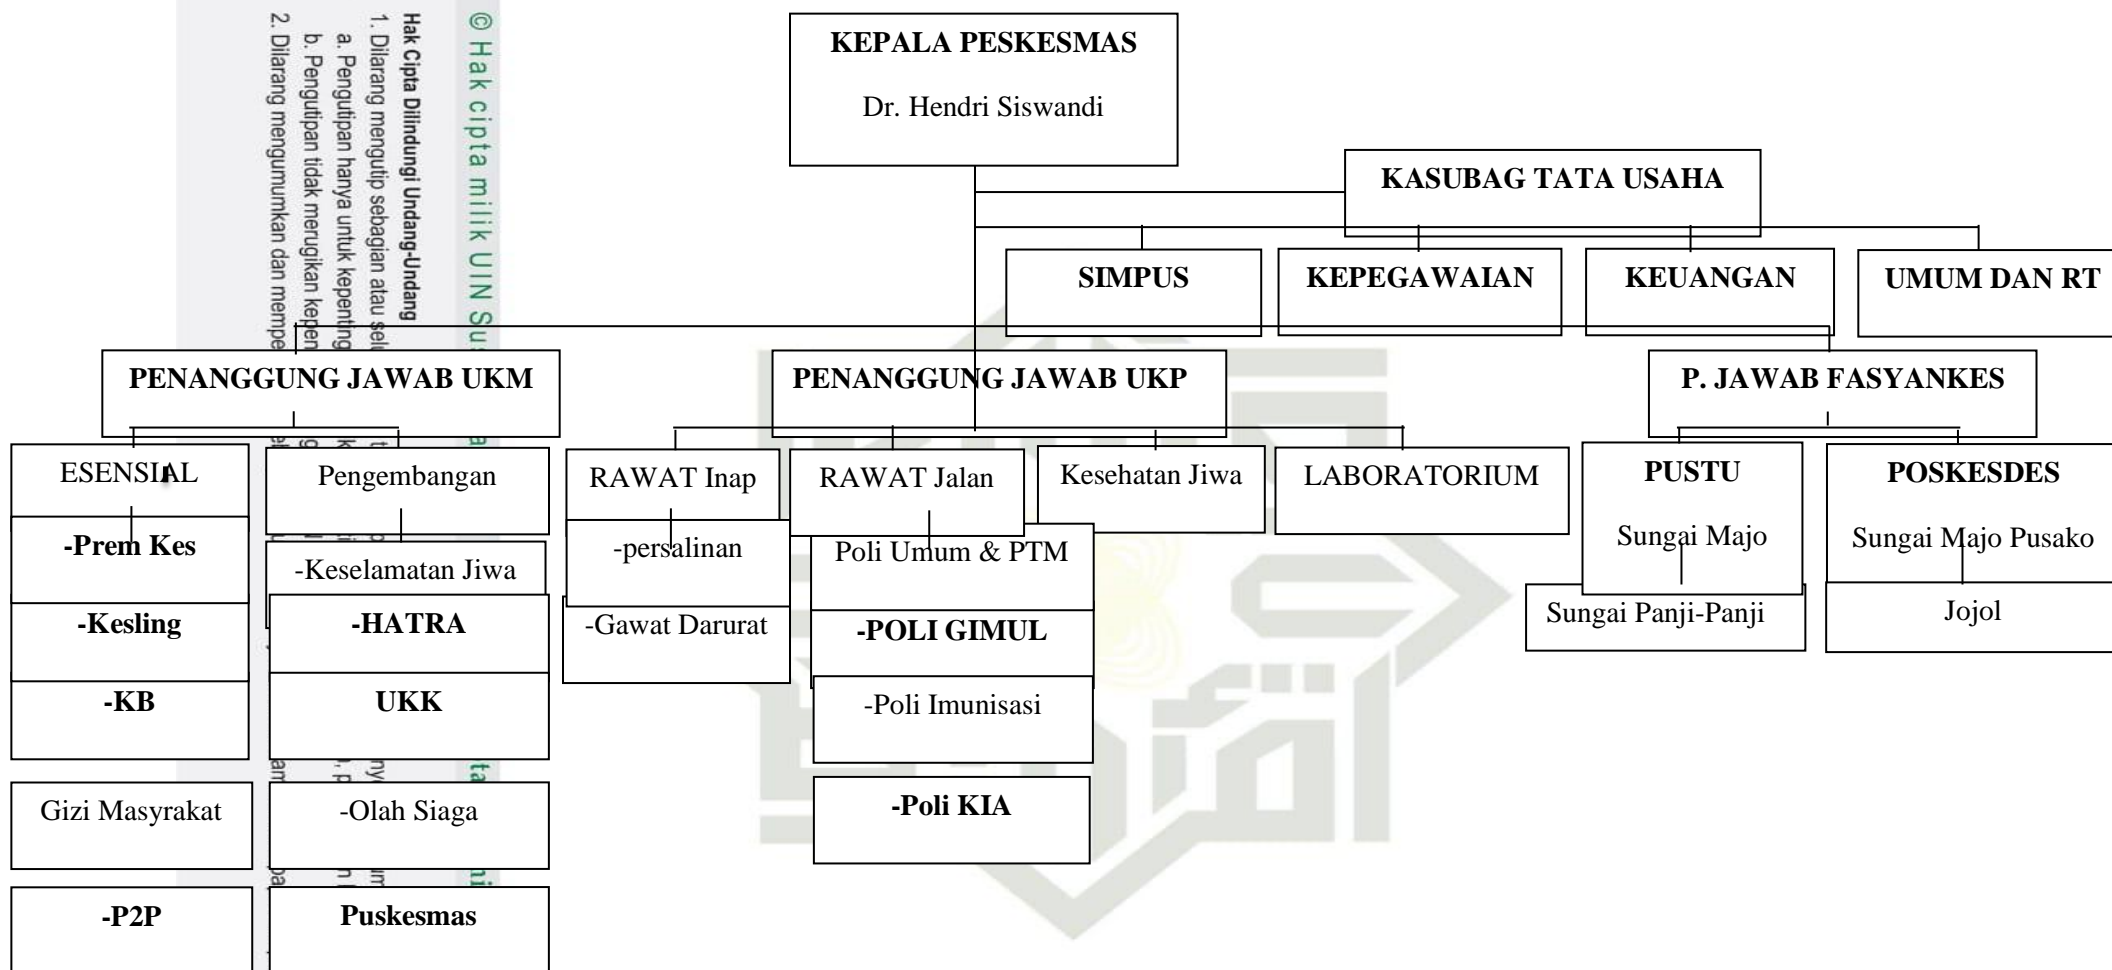 © Hak cipta milik UIN Sus
Hak Cipta Dilindungi Undang-Undang
1. Dilarang mengutip sebagian atau
a. Pengutipan hanya untuk
b. Pengutipan tidak merugikan
2. Dilarang mengumumkan dan
KEPALA PESKESMAS
Dr. Hendri Siswandi
KASUBAG TATA USAHA
SIMPUS
KEPEGAWAIAN
KEUANGAN
UMUM DAN RT
PENANGGUNG JAWAB UKM
PENANGGUNG JAWAB UKP
P. JAWAB FASYANKES
ESENSIAL
Pengembangan
RAWAT Inap
RAWAT Jalan
Kesehatan Jiwa
LABORATORIUM
PUSTU
Sungai Majo
POSKESDES
Sungai Majo Pusako
-Prem Kes
-Keselamatan Jiwa
-persalinan
Poli Umum & PTM
-Kesling
-HATRA
-Gawat Darurat
-POLI GIMUL
Sungai Panji-Panji
Jojol
-KB
UKK
-Poli Imunisasi
Gizi Masyrakat
-Olah Siaga
-Poli KIA
-P2P
Puskesmas